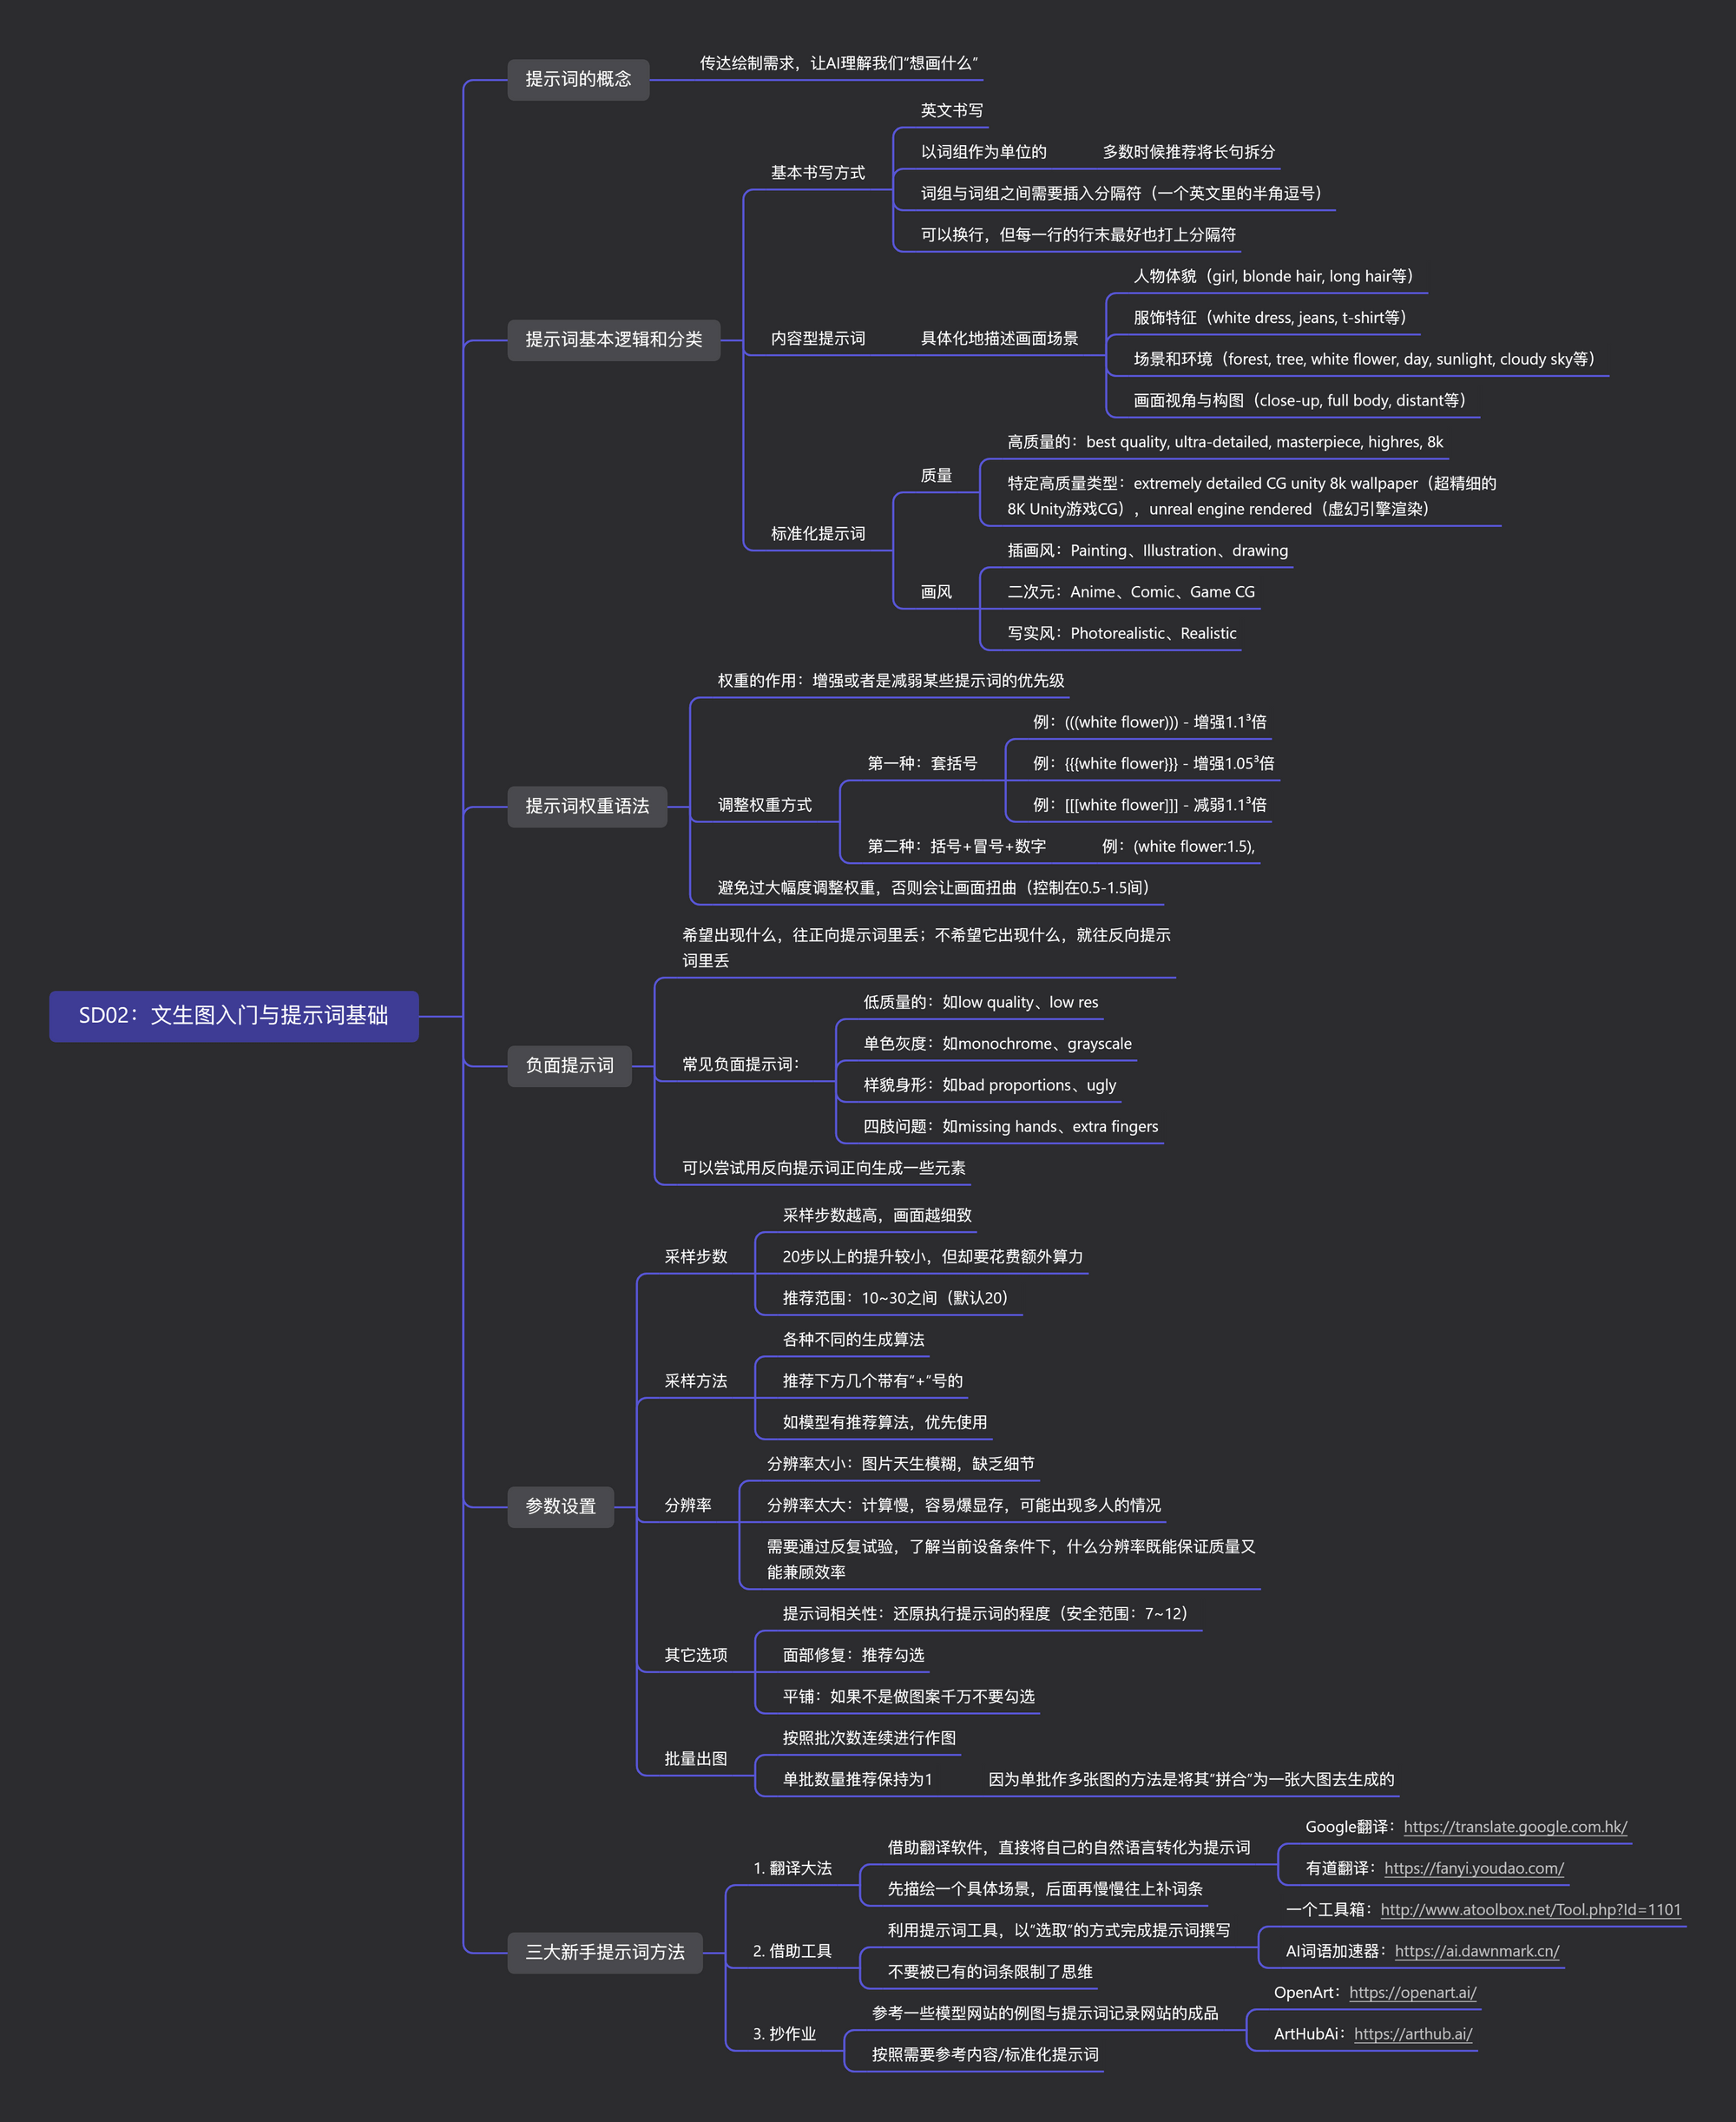 SD02：文生图入门与提示词基础
提示词的概念
传达绘制需求，让AI理解我们“想画什么”
提示词基本逻辑和分类
基本书写方式
英文书写
以词组作为单位的
多数时候推荐将长句拆分
词组与词组之间需要插入分隔符（一个英文里的半角逗号）
可以换行，但每一行的行末最好也打上分隔符
内容型提示词
具体化地描述画面场景
人物体貌（girl, blonde hair, long hair等）
服饰特征（white dress, jeans, t-shirt等）
场景和环境（forest, tree, white flower, day, sunlight, cloudy sky等）
画面视角与构图（close-up, full body, distant等）
标准化提示词
质量
高质量的：best quality, ultra-detailed, masterpiece, highres, 8k
特定高质量类型：extremely detailed CG unity 8k wallpaper（超精细的
8K Unity游戏CG），unreal engine rendered（虚幻引擎渲染）
画风
插画风：Painting、Illustration、drawing
二次元：Anime、Comic、Game CG
写实风：Photorealistic、Realistic
提示词权重语法
权重的作用：增强或者是减弱某些提示词的优先级
调整权重方式
第一种：套括号
例：(((white flower))) - 增强1.1³倍
例：{{{white flower}}} - 增强1.05³倍
例：[[[white flower]]] - 减弱1.1³倍
第二种：括号+冒号+数字
例：(white flower:1.5),
避免过大幅度调整权重，否则会让画面扭曲（控制在0.5-1.5间）
负面提示词
希望出现什么，往正向提示词里丢；不希望它出现什么，就往反向提示
词里丢
常见负面提示词：
低质量的：如low quality、low res
单色灰度：如monochrome、grayscale
样貌身形：如bad proportions、ugly
四肢问题：如missing hands、extra fingers
可以尝试用反向提示词正向生成一些元素
参数设置
采样步数
采样步数越高，画面越细致
20步以上的提升较小，但却要花费额外算力
推荐范围：10~30之间（默认20）
采样方法
各种不同的生成算法
推荐下方几个带有“+”号的
如模型有推荐算法，优先使用
分辨率
分辨率太小：图片天生模糊，缺乏细节
分辨率太大：计算慢，容易爆显存，可能出现多人的情况
需要通过反复试验，了解当前设备条件下，什么分辨率既能保证质量又
能兼顾效率
其它选项
提示词相关性：还原执行提示词的程度（安全范围：7~12）
面部修复：推荐勾选
平铺：如果不是做图案千万不要勾选
批量出图
按照批次数连续进行作图
单批数量推荐保持为1
因为单批作多张图的方法是将其“拼合”为一张大图去生成的
三大新手提示词方法
1. 翻译大法
借助翻译软件，直接将自己的自然语言转化为提示词
Google翻译：https://translate.google.com.hk/
有道翻译：https://fanyi.youdao.com/
先描绘一个具体场景，后面再慢慢往上补词条
2. 借助工具
利用提示词工具，以“选取”的方式完成提示词撰写
一个工具箱：http://www.atoolbox.net/Tool.php?Id=1101
AI词语加速器：https://ai.dawnmark.cn/
不要被已有的词条限制了思维
3. 抄作业
参考一些模型网站的例图与提示词记录网站的成品
OpenArt：https://openart.ai/
ArtHubAi：https://arthub.ai/
按照需要参考内容/标准化提示词